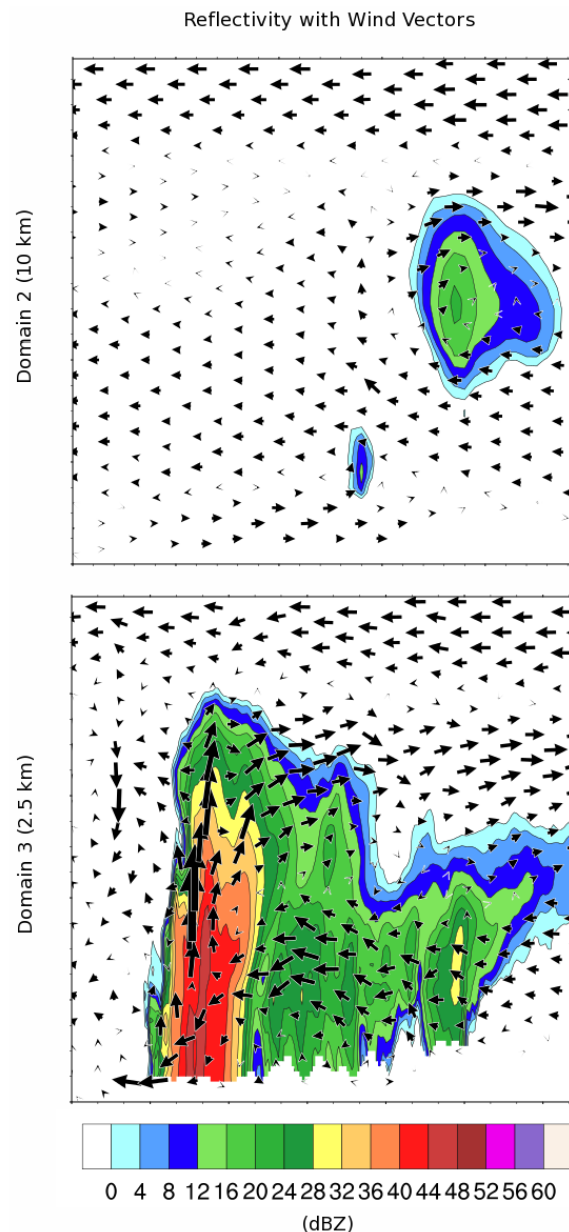 Reflectivity with Wind Vectors
Domain 2 (10 km)
Domain 3 (2.5 km)
0 4 8 12 16 20 24 28 32 36 40 44 48 52 56 60
(dBZ)